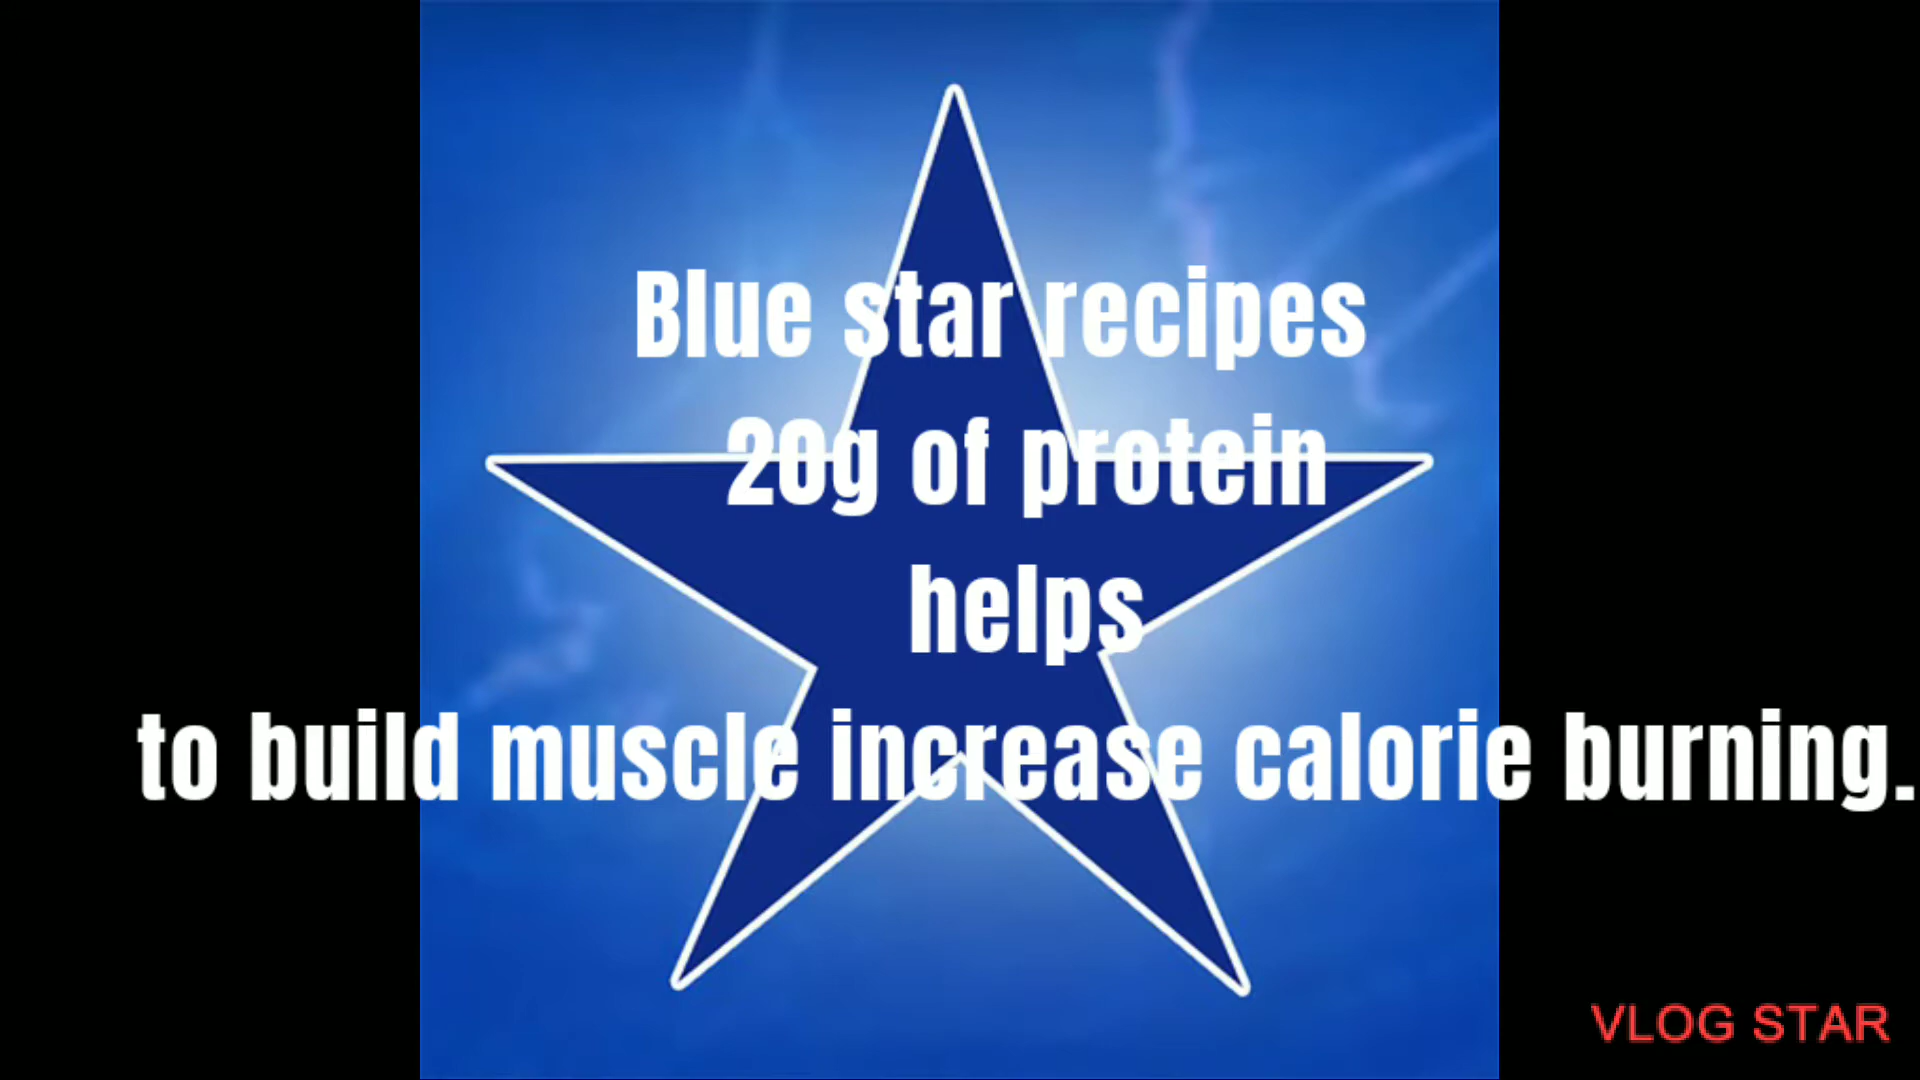 Blue star recipes
20g of protein
helps
to build muscle increase calorie burning.
VLOG STAR